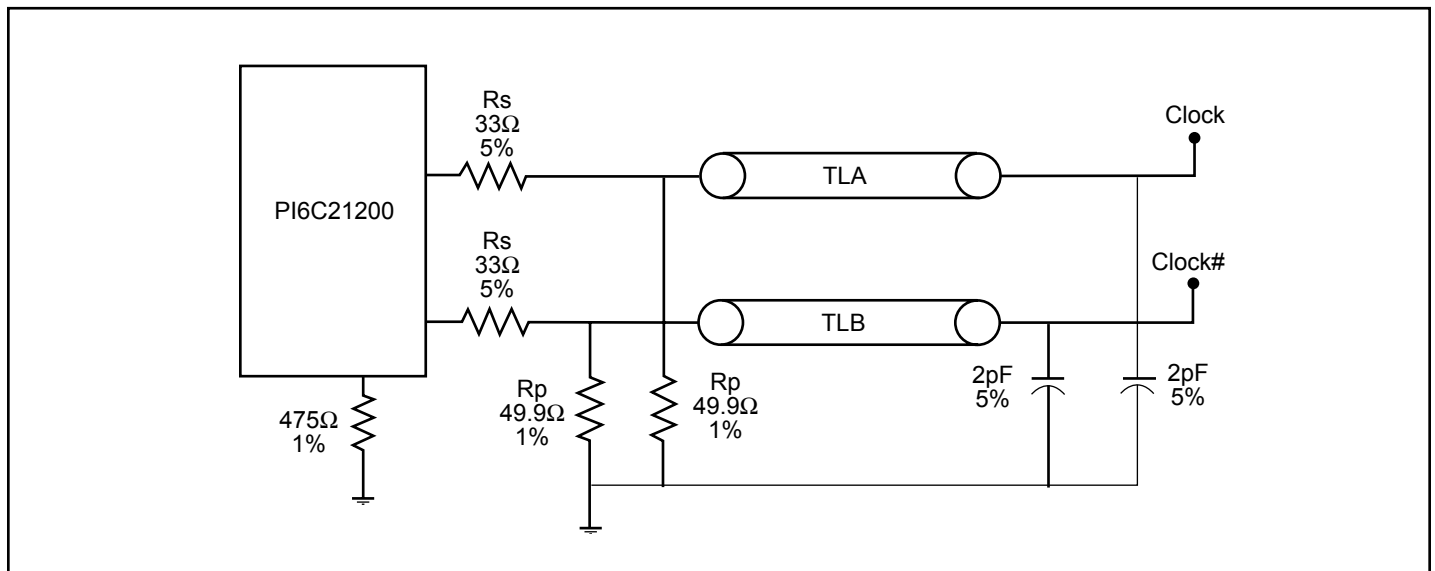 Rs
33Ω
5%
Clock
TLA
PI6C21200
Rs
33Ω
5%
Clock#
TLB
Rp
49.9Ω
1%
Rp
49.9Ω
1%
2pF
5%
2pF
5%
475Ω
1%